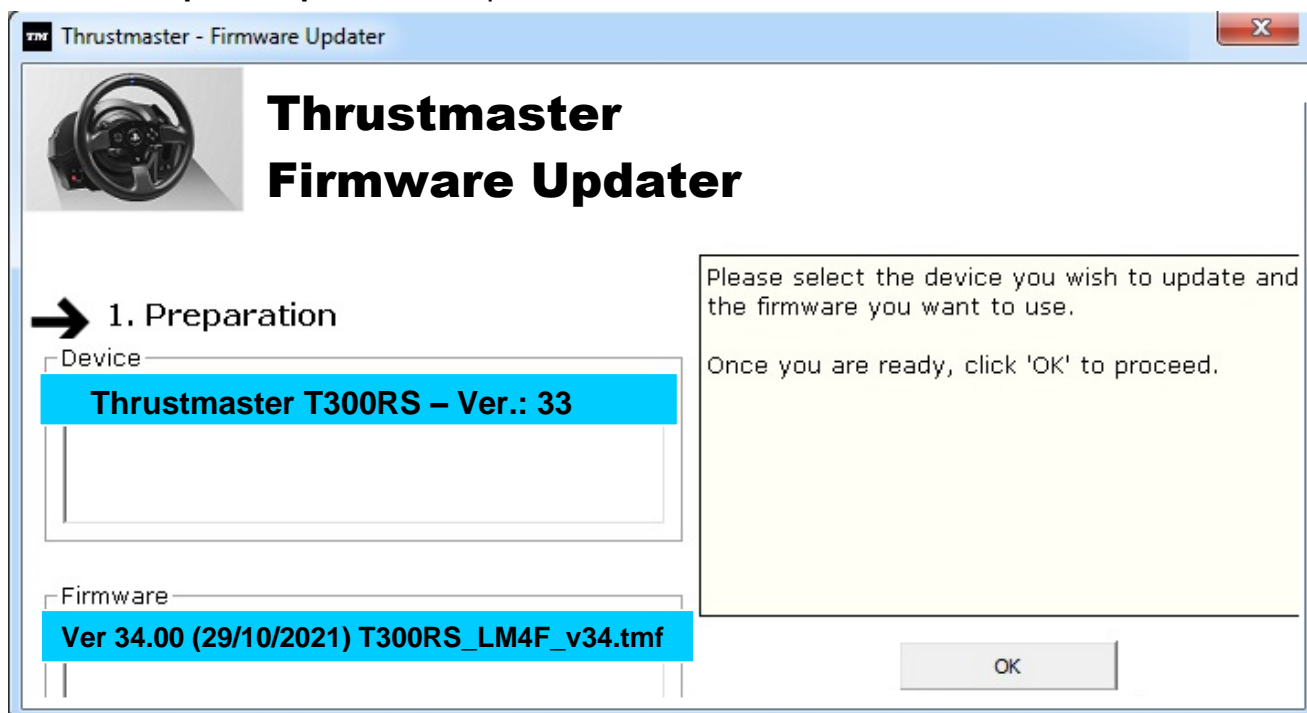 Thrustmaster - Firmware Updater
Thrustmaster
Firmware Updater
1. Preparation
Please select the device you wish to update and
the firmware you want to use.
Once you are ready, click 'OK' to proceed.
Device
Thrustmaster T300RS – Ver.: 33
Firmware
Ver 34.00 (29/10/2021) T300RS_LM4F_v34.tmf
OK